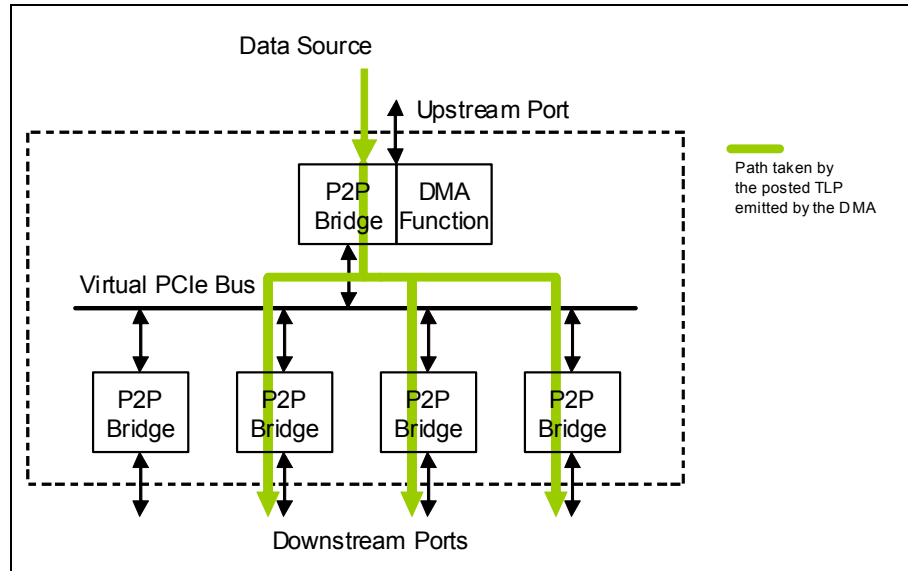 Data Source
Upstream Port
P2P
Bridge
DMA
Function
Path taken by
the posted TLP
emitted by the DMA
Virtual PCIe Bus
P2P
Bridge
P2P
Bridge
P2P
Bridge
P2P
Bridge
Downstream Ports